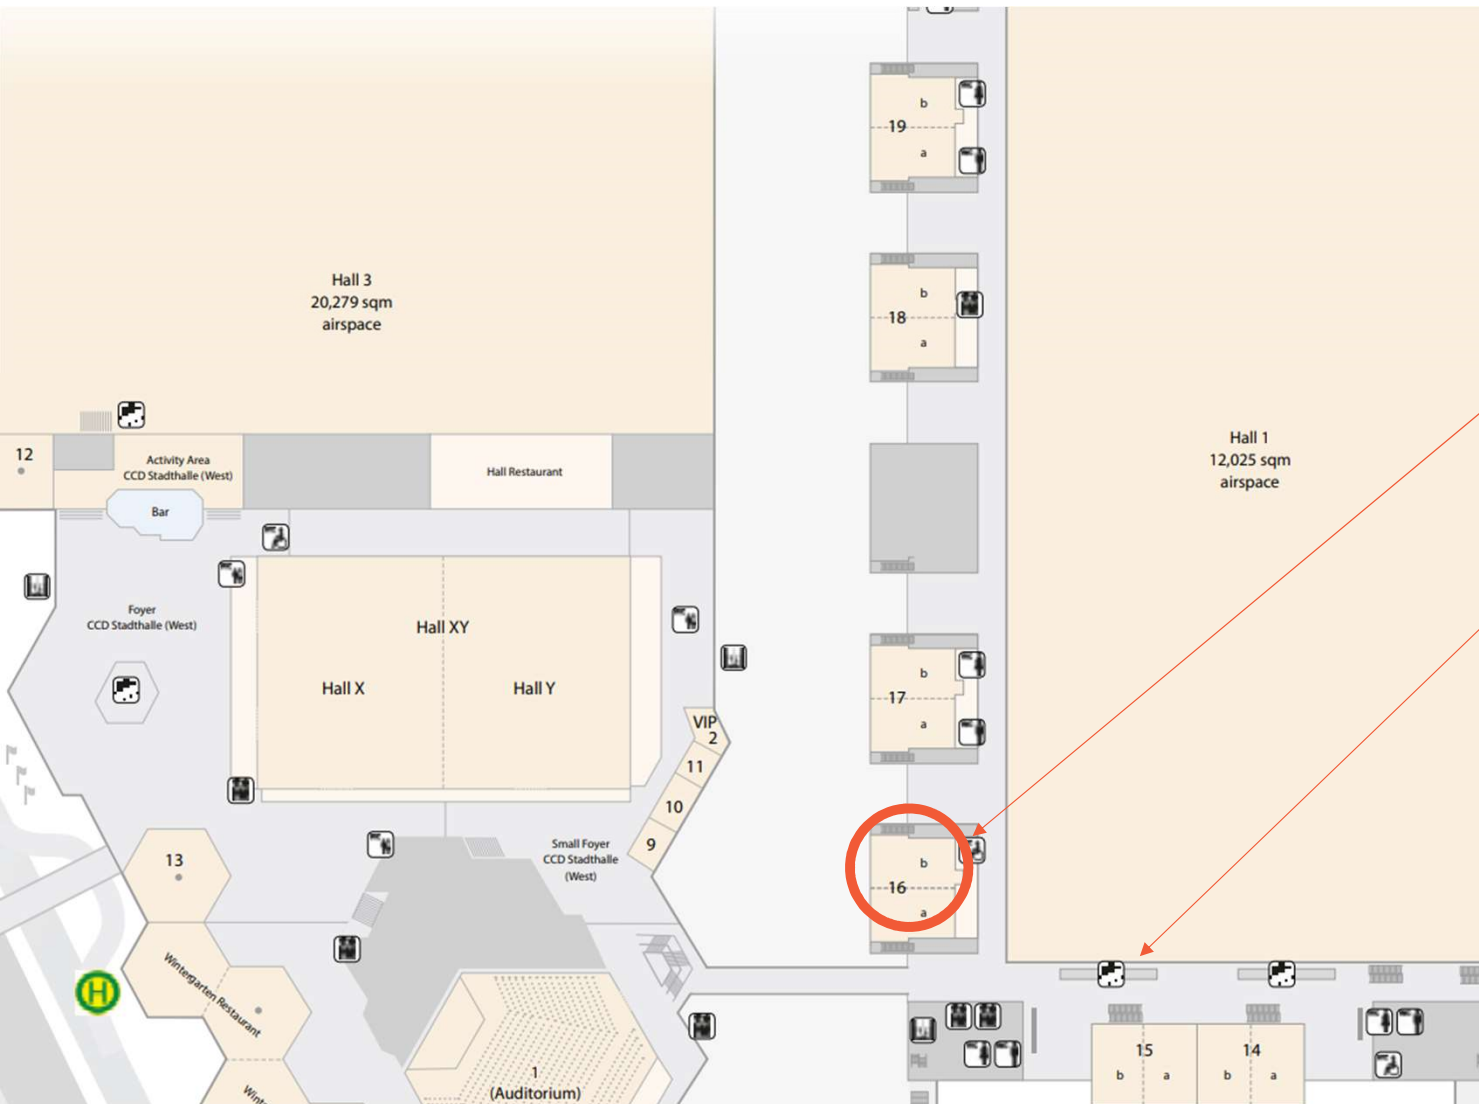 b
19
a
Hall 3
20,279 sqm
airspace
b
18
a
Hall 1
12,025 sqm
airspace
12
Activity Area
CCD Stadthalle (West)
Hall Restaurant
Bar
Foyer
CCD Stadthalle (West)
Hall XY
Hall X
Hall Y
b
17
a
VIP
2
11
10
9
Small Foyer
CCD Stadthalle
(West)
13
b
16
a
Wintergarten Restaurant
H
1
(Auditorium)
15
b
a
14
b
a